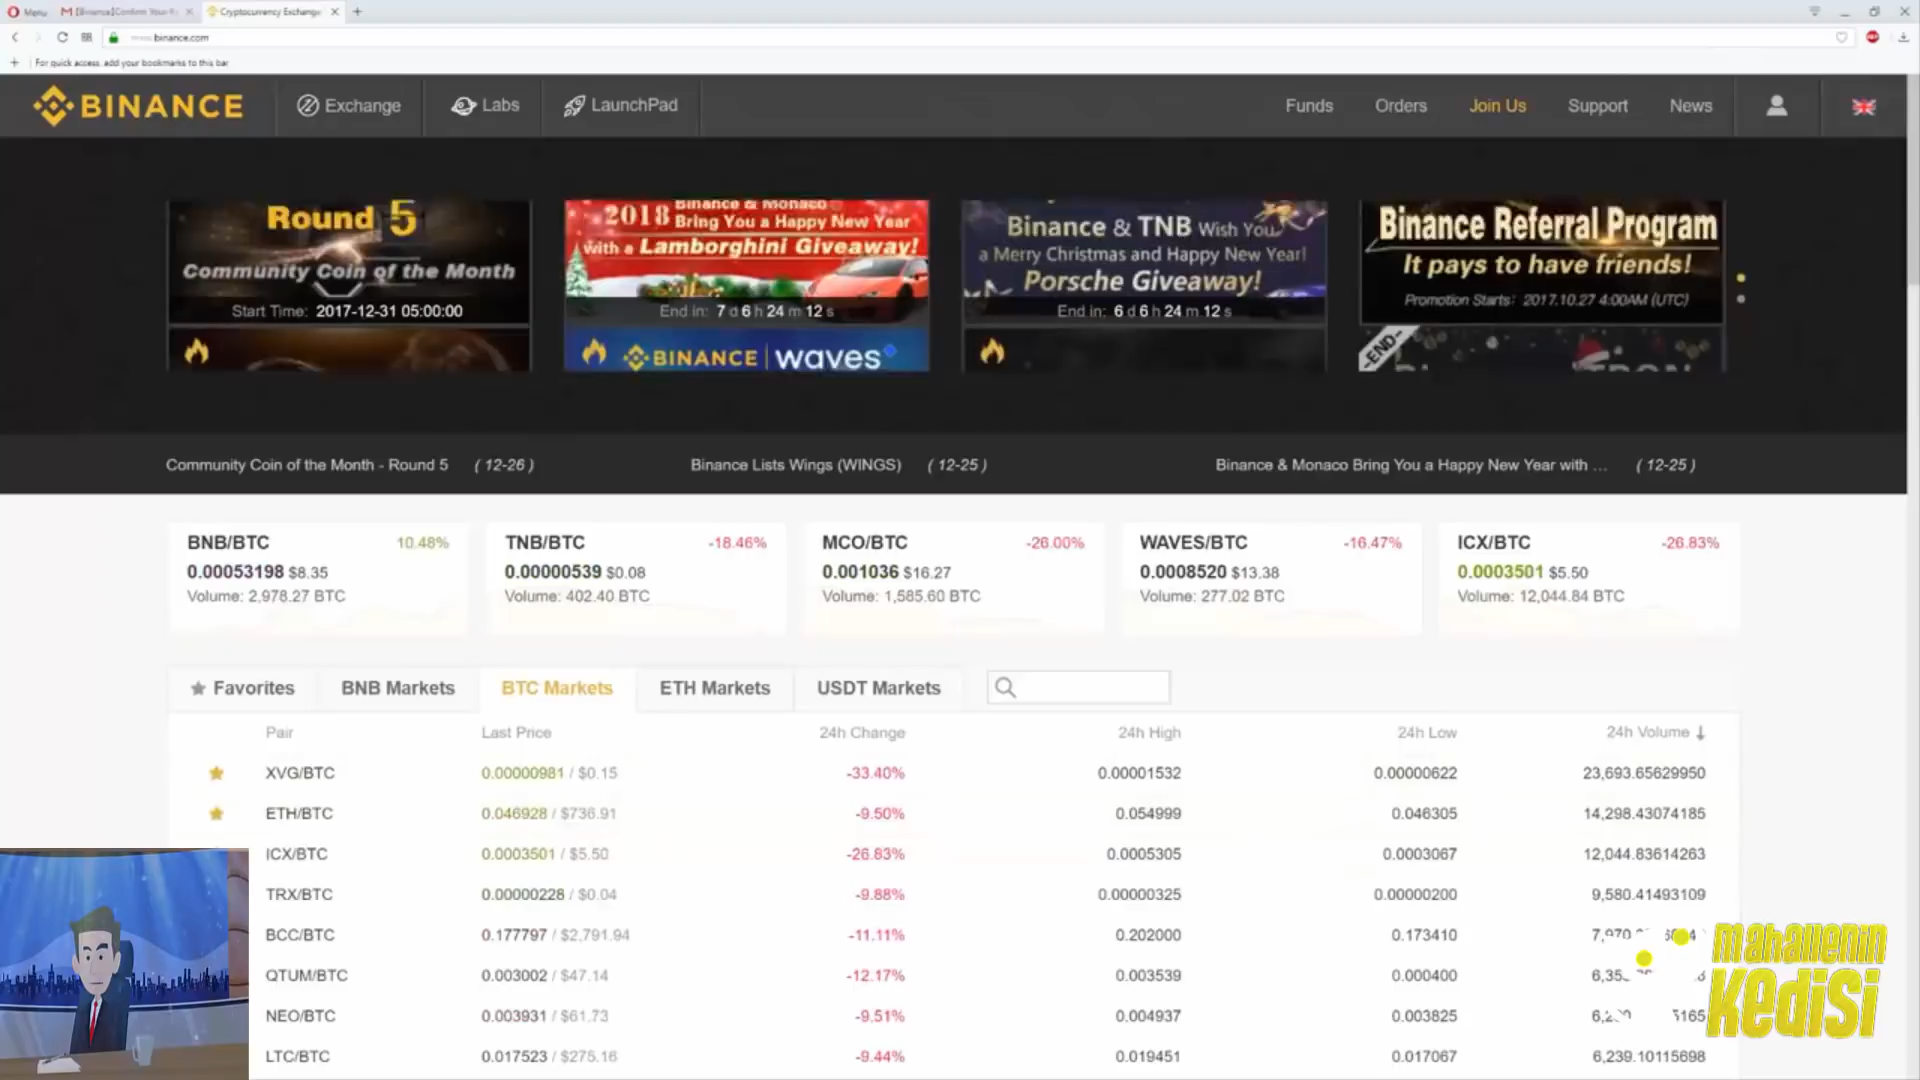 Menu
Cryptocurrency Exchange
www.binance.com
For quick access, add your bookmarks to this bar
BINANCE
Exchange
Labs
LaunchPad
Funds
Orders
Join Us
Support
News
Round 5
Community Coin of the Month
Start Time: 2017-12-31 05:00:00
Binance & Monaco
2018 Bring You a Happy New Year
with a Lamborghini Giveaway!
End in: 7 d 6 h 24 m 12 s
BINANCE | waves
Binance & TNB Wish You
a Merry Christmas and Happy New Year!
Porsche Giveaway!
End in: 6 d 6 h 24 m 12 s
Binance Referral Program
It pays to have friends!
Promotion Starts: 2017.10.27 4:00AM (UTC)
-END-
Community Coin of the Month - Round 5 ( 12-26 )
Binance Lists Wings (WINGS) ( 12-25 )
Binance & Monaco Bring You a Happy New Year with ... ( 12-25 )
BNB/BTC 10.48%
0.00053198 $8.35
Volume: 2,978.27 BTC
TNB/BTC -18.46%
0.00000539 $0.08
Volume: 402.40 BTC
MCO/BTC -26.00%
0.001036 $16.27
Volume: 1,585.60 BTC
WAVES/BTC -16.47%
0.0008520 $13.38
Volume: 277.02 BTC
ICX/BTC -26.83%
0.0003501 $5.50
Volume: 12,044.84 BTC
Favorites BNB Markets BTC Markets ETH Markets USDT Markets
Pair Last Price 24h Change 24h High 24h Low 24h Volume
XVG/BTC 0.00000981 / $0.15 -33.40% 0.00001532 0.00000622 23,693.65629950
ETH/BTC 0.046928 / $736.91 -9.50% 0.054999 0.046305 14,298.43074185
ICX/BTC 0.0003501 / $5.50 -26.83% 0.0005305 0.0003067 12,044.83614263
TRX/BTC 0.00000228 / $0.04 -9.88% 0.00000325 0.00000200 9,580.41493109
BCC/BTC 0.177797 / $2,791.94 -11.11% 0.202000 0.173410
QTUM/BTC 0.003002 / $47.14 -12.17% 0.003539 0.000400
NEO/BTC 0.003931 / $61.73 -9.51% 0.004937 0.003825
LTC/BTC 0.017523 / $275.16 -9.44% 0.019451 0.017067 6,239.10115698
mahallenin
KediSi